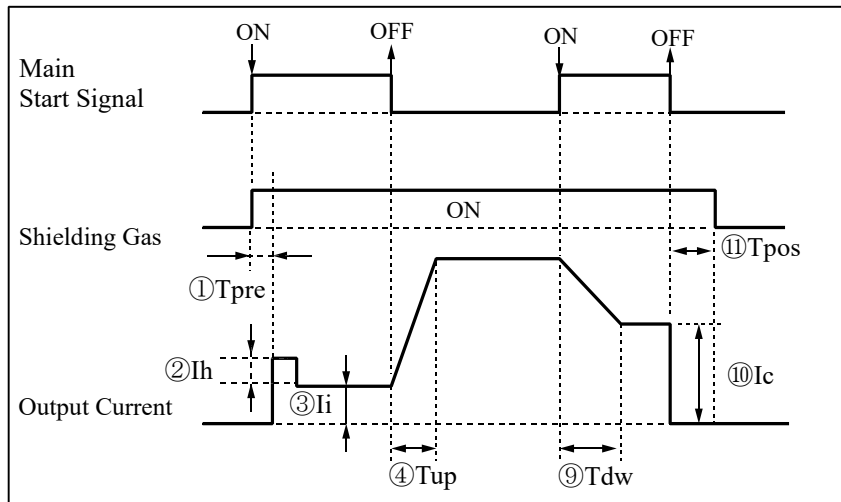 ON
OFF
ON
OFF
Main
Start Signal
ON
Shielding Gas
⑪Tpos
①Tpre
②Ih
⑩Ic
③Ii
Output Current
④Tup
⑨Tdw